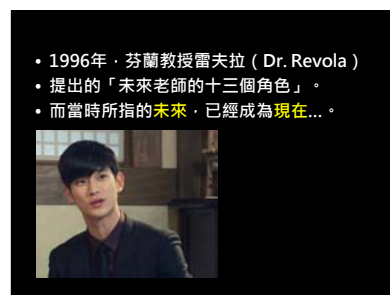 • 1996年，芬蘭教授雷夫拉（Dr. Revola）
• 提出的「未來老師的十三個角色」。
• 而當時所指的未來，已經成為現在…。